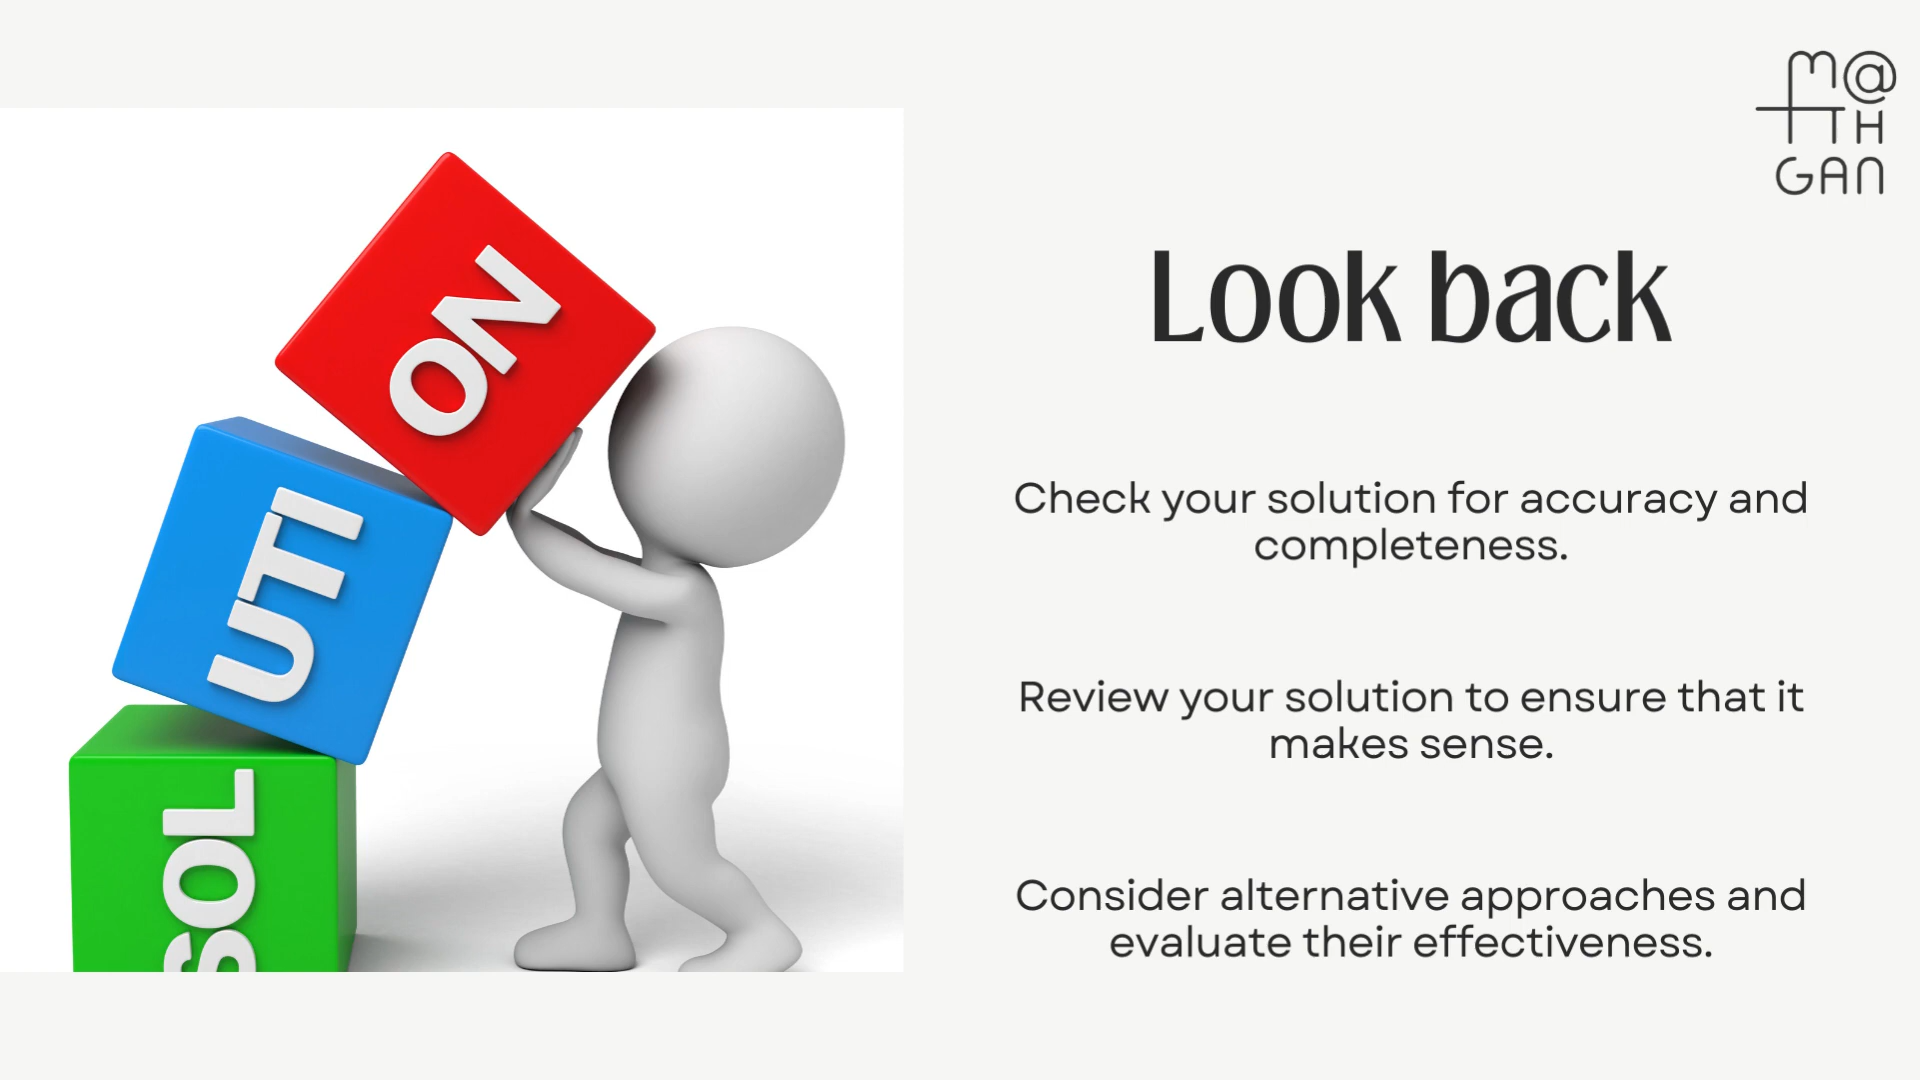 M@
TH
GAN
Look back
ON
UTI
SOL
Check your solution for accuracy and
completeness.
Review your solution to ensure that it
makes sense.
Consider alternative approaches and
evaluate their effectiveness.